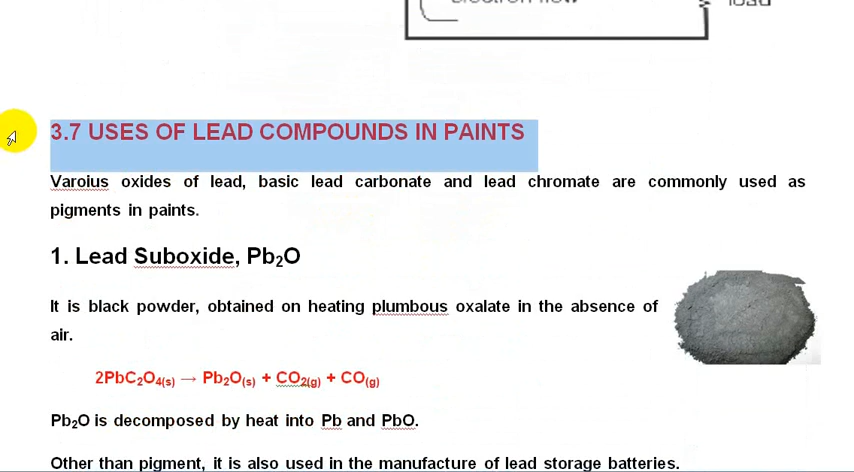 load
3.7 USES OF LEAD COMPOUNDS IN PAINTS
Varoius oxides of lead, basic lead carbonate and lead chromate are commonly used as
pigments in paints.
1. Lead Suboxide, Pb₂O
It is black powder, obtained on heating plumbous oxalate in the absence of
air.
2PbC₂O₄(s) → Pb₂O(s) + CO₂(g) + CO(g)
Pb₂O is decomposed by heat into Pb and PbO.
Other than pigment, it is also used in the manufacture of lead storage batteries.